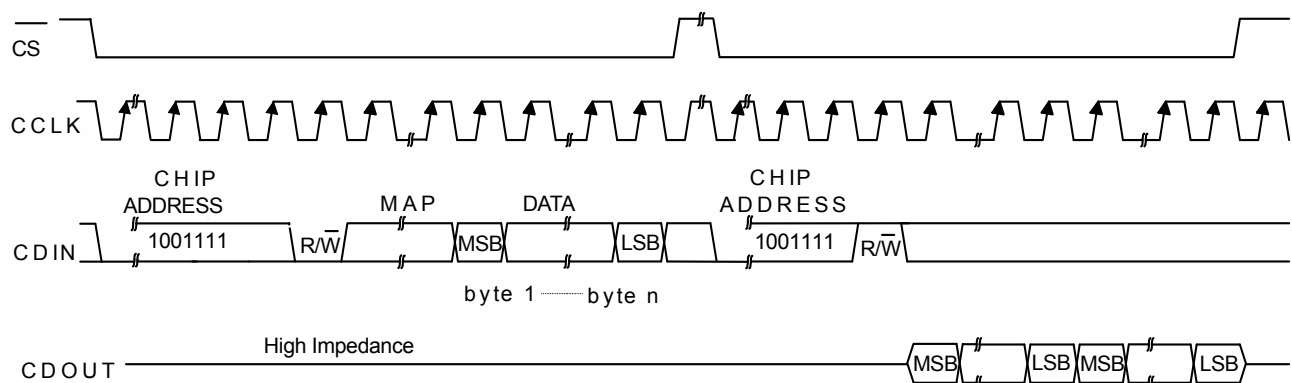 CS
CCLK
CHIP
ADDRESS
MAP
DATA
CHIP
ADDRESS
CDIN
1001111
R/W
MSB
LSB
1001111
R/W
byte 1 byte n
High Impedance
CDOUT
MSB
LSB
MSB
LSB